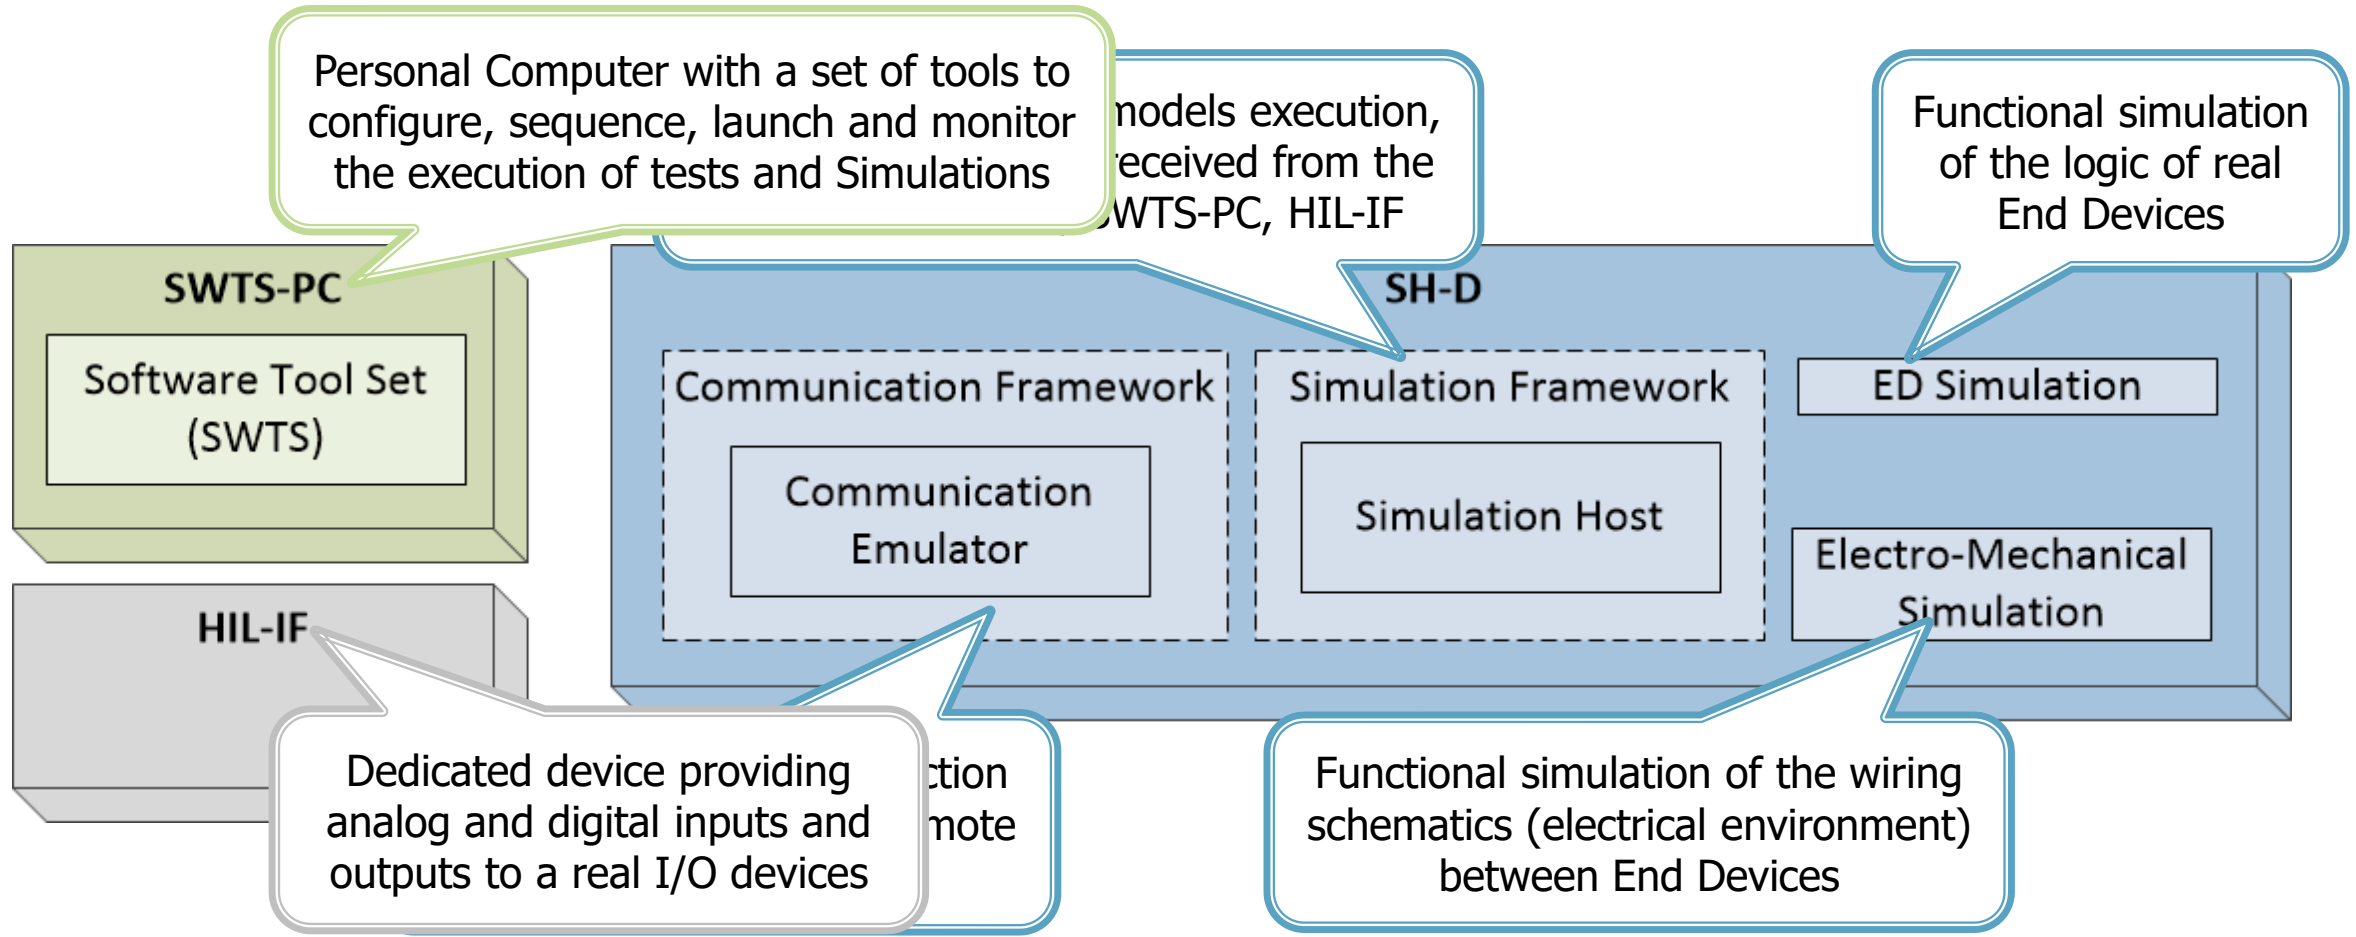 Personal Computer with a set of tools to
configure, sequence, launch and monitor
the execution of tests and Simulations
models execution,
received from the
SWTS-PC, HIL-IF
Functional simulation
of the logic of real
End Devices
SWTS-PC
Software Tool Set
(SWTS)
HIL-IF
SH-D
Communication Framework
Communication
Emulator
Simulation Framework
Simulation Host
ED Simulation
Electro-Mechanical
Simulation
Dedicated device providing
analog and digital inputs and
outputs to a real I/O devices
Functional simulation of the wiring
schematics (electrical environment)
between End Devices